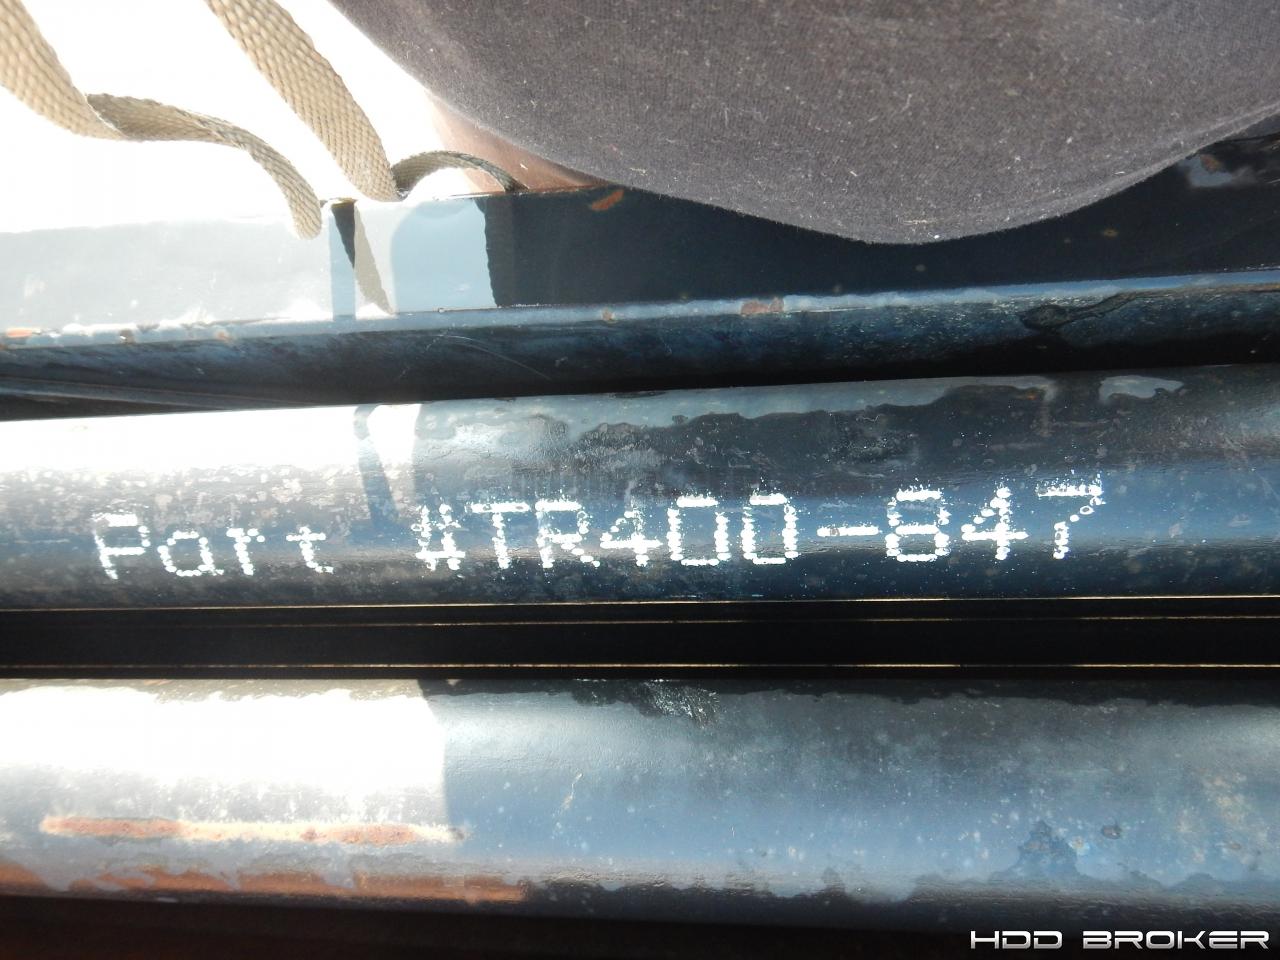 Part #TR400-847
HDD BROKER